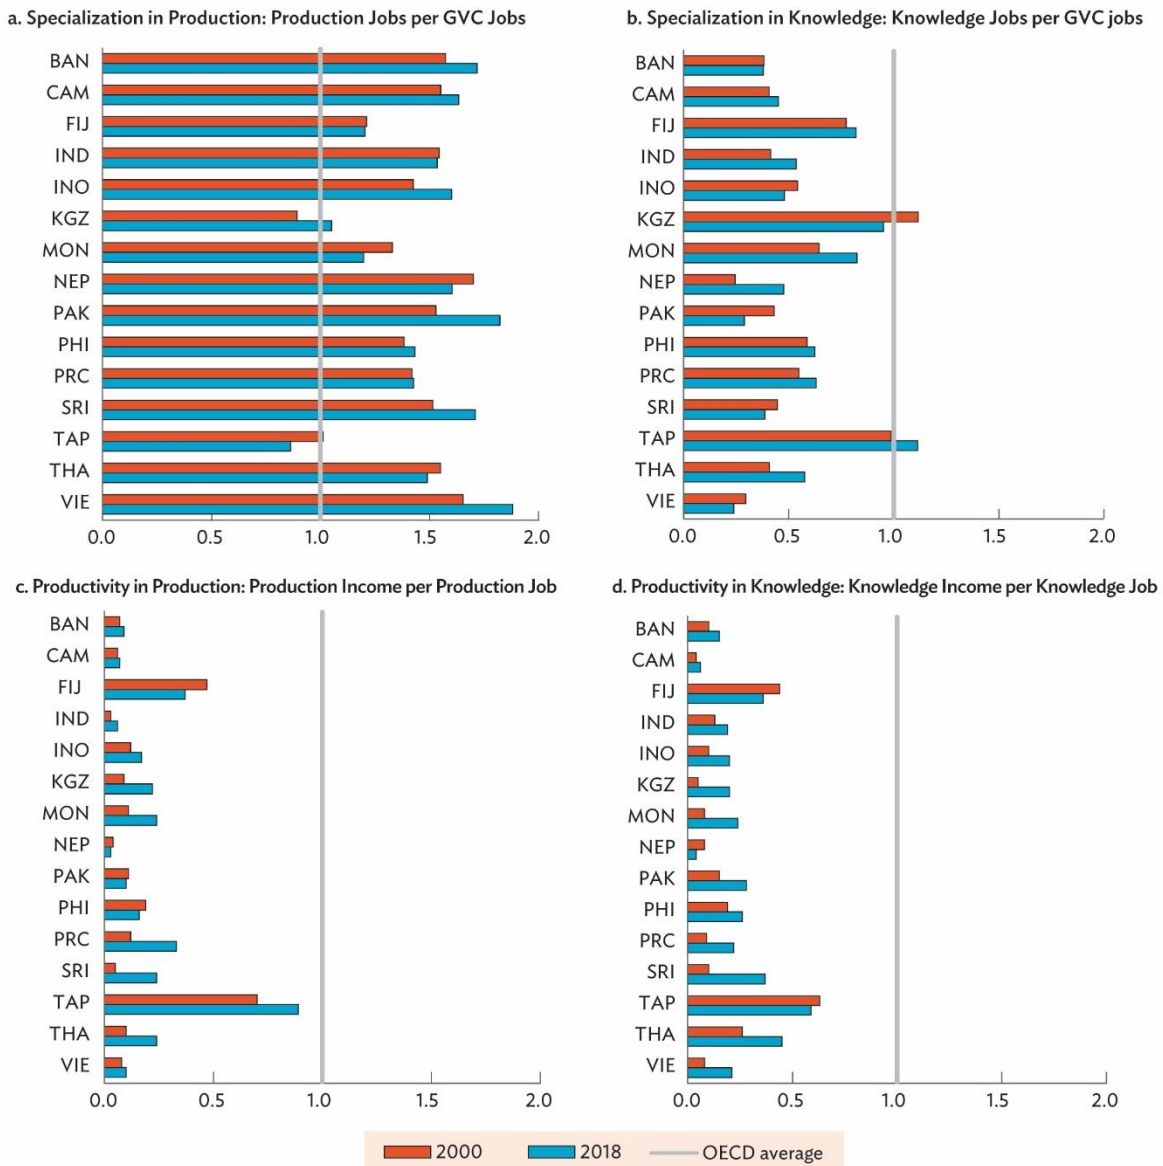 a. Specialization in Production: Production Jobs per GVC Jobs
BAN
CAM
FIJ
IND
INO
KGZ
MON
NEP
PAK
PHI
PRC
SRI
TAP
THA
VIE
0.0 0.5 1.0 1.5 2.0
b. Specialization in Knowledge: Knowledge Jobs per GVC jobs
BAN
CAM
FIJ
IND
INO
KGZ
MON
NEP
PAK
PHI
PRC
SRI
TAP
THA
VIE
0.0 0.5 1.0 1.5 2.0
c. Productivity in Production: Production Income per Production Job
BAN
CAM
FIJ
IND
INO
KGZ
MON
NEP
PAK
PHI
PRC
SRI
TAP
THA
VIE
0.0 0.5 1.0 1.5 2.0
d. Productivity in Knowledge: Knowledge Income per Knowledge Job
BAN
CAM
FIJ
IND
INO
KGZ
MON
NEP
PAK
PHI
PRC
SRI
TAP
THA
VIE
0.0 0.5 1.0 1.5 2.0
2000 2018 OECD average